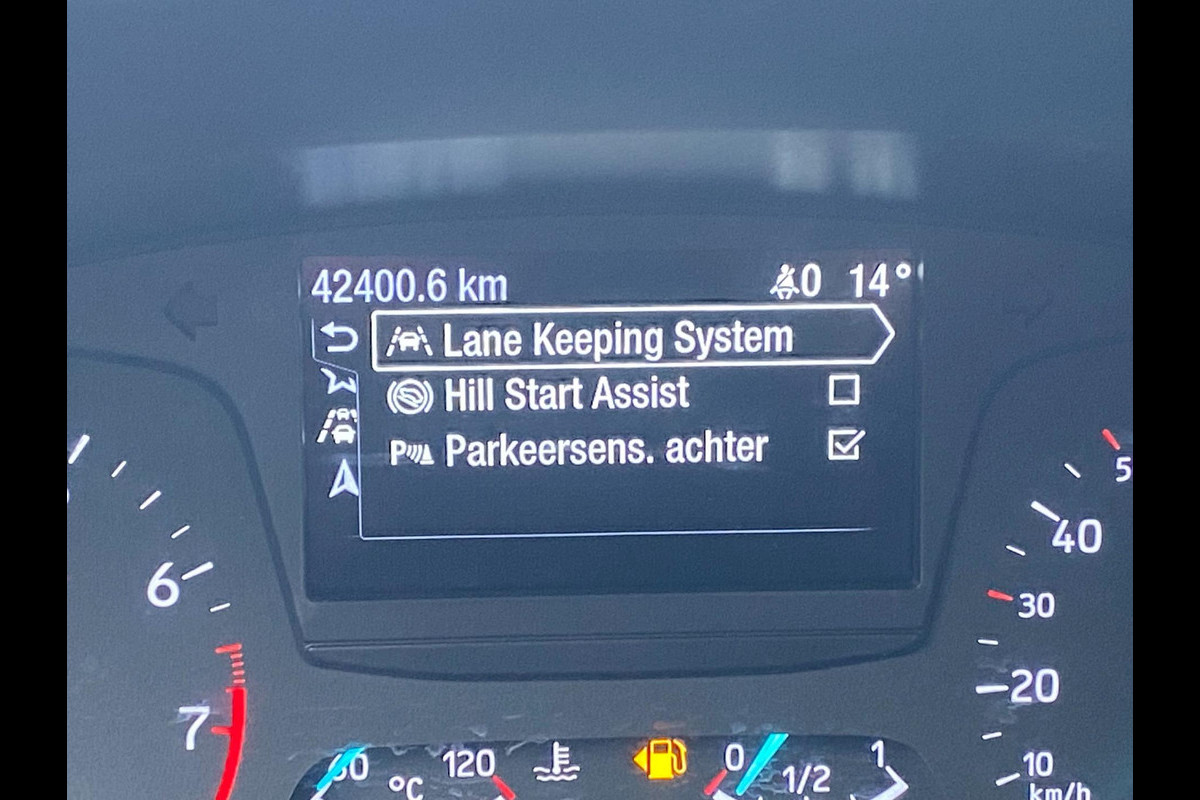 42400.6 km 0 14°
Lane Keeping System
Hill Start Assist
Parkeersens. achter
6
7
5
40
30
20
10
km/h
120
°C
0
1/2
1